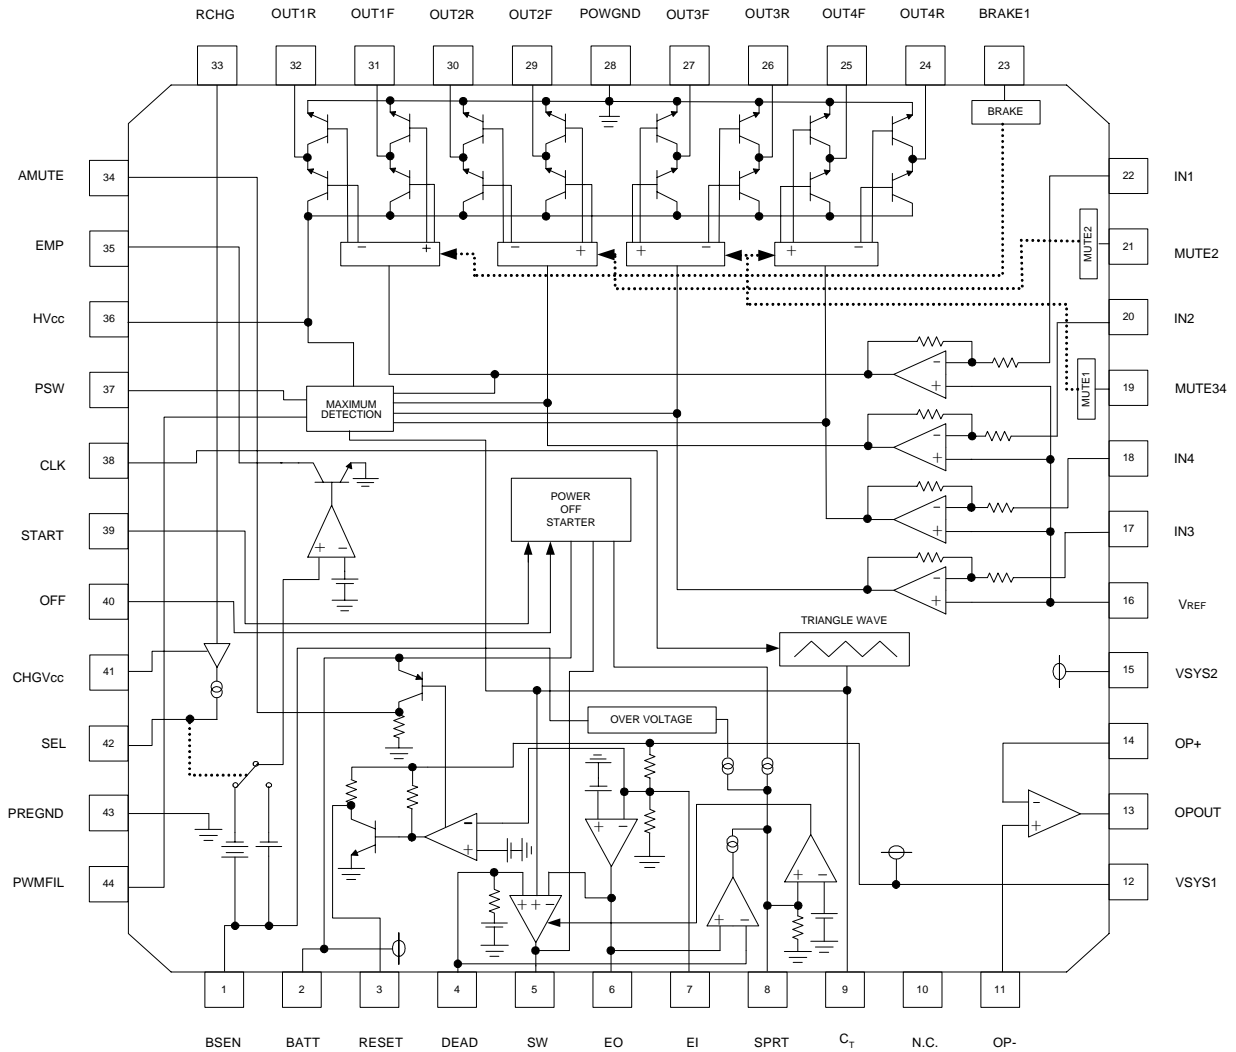 RCHG OUT1R OUT1F OUT2R OUT2F POWGND OUT3F OUT3R OUT4F OUT4R BRAKE1
33 32 31 30 29 28 27 26 25 24 23
BRAKE
AMUTE 34
22 IN1
EMP 35
- + - + + - + -
MUTE2 21 MUTE2
HVcc 36
20 IN2
PSW 37
MAXIMUM
DETECTION
- +
MUTE1 19 MUTE34
CLK 38
- +
18 IN4
POWER
OFF
STARTER
START 39
+ -
- +
17 IN3
OFF 40
- +
16 VREF
TRIANGLE WAVE
CHGVcc 41
15 VSYS2
OVER VOLTAGE
SEL 42
14 OP+
PREGND 43
- +
+ -
- +
13 OPOUT
PWMFIL 44
+ + -
+ -
+ -
12 VSYS1
1 2 3 4 5 6 7 8 9 10 11
BSEN BATT RESET DEAD SW EO EI SPRT CT N.C. OP-